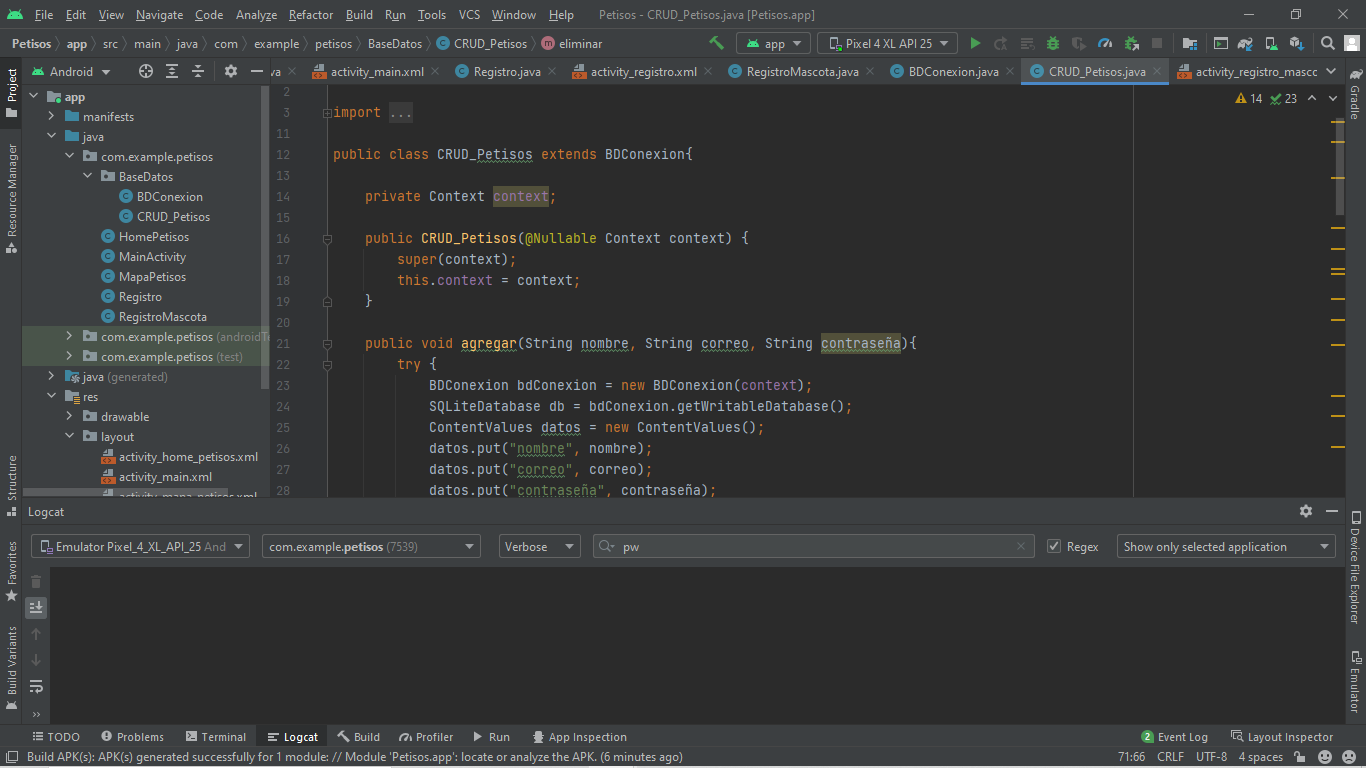 File Edit View Navigate Code Analyze Refactor Build Run Tools VCS Window Help Petisos - CRUD_Petisos.java [Petisos.app]
Petisos app src main java com example petisos BaseDatos CRUD_Petisos eliminar app Pixel 4 XL API 25
Android activity_main.xml Registro.java activity_registro.xml RegistroMascota.java BDConexion.java CRUD_Petisos.java activity_registro_mascc
Project
Resource Manager
Structure
Favorites
Build Variants
app
manifests
java
com.example.petisos
BaseDatos
BDConexion
CRUD_Petisos
HomePetisos
MainActivity
MapaPetisos
Registro
RegistroMascota
com.example.petisos (androidT
com.example.petisos (test)
java (generated)
res
drawable
layout
activity_home_petisos.xml
activity_main.xml
activity_mapa_petisos.xml
14 23
2
3 import ...
11
12 public class CRUD_Petisos extends BDConexion{
13
14 private Context context;
15
16 public CRUD_Petisos(@Nullable Context context) {
17 super(context);
18 this.context = context;
19 }
20
21 public void agregar(String nombre, String correo, String contraseña){
22 try {
23 BDConexion bdConexion = new BDConexion(context);
24 SQLiteDatabase db = bdConexion.getWritableDatabase();
25 ContentValues datos = new ContentValues();
26 datos.put("nombre", nombre);
27 datos.put("correo", correo);
28 datos.put("contraseña", contraseña);
Gradle
Device File Explorer
Emulator
Logcat
Emulator Pixel_4_XL_API_25 And com.example.petisos (7539) Verbose pw Regex Show only selected application
TODO Problems Terminal Logcat Build Profiler Run App Inspection 2 Event Log Layout Inspector
Build APK(s): APK(s) generated successfully for 1 module: // Module 'Petisos.app': locate or analyze the APK. (6 minutes ago) 71:66 CRLF UTF-8 4 spaces